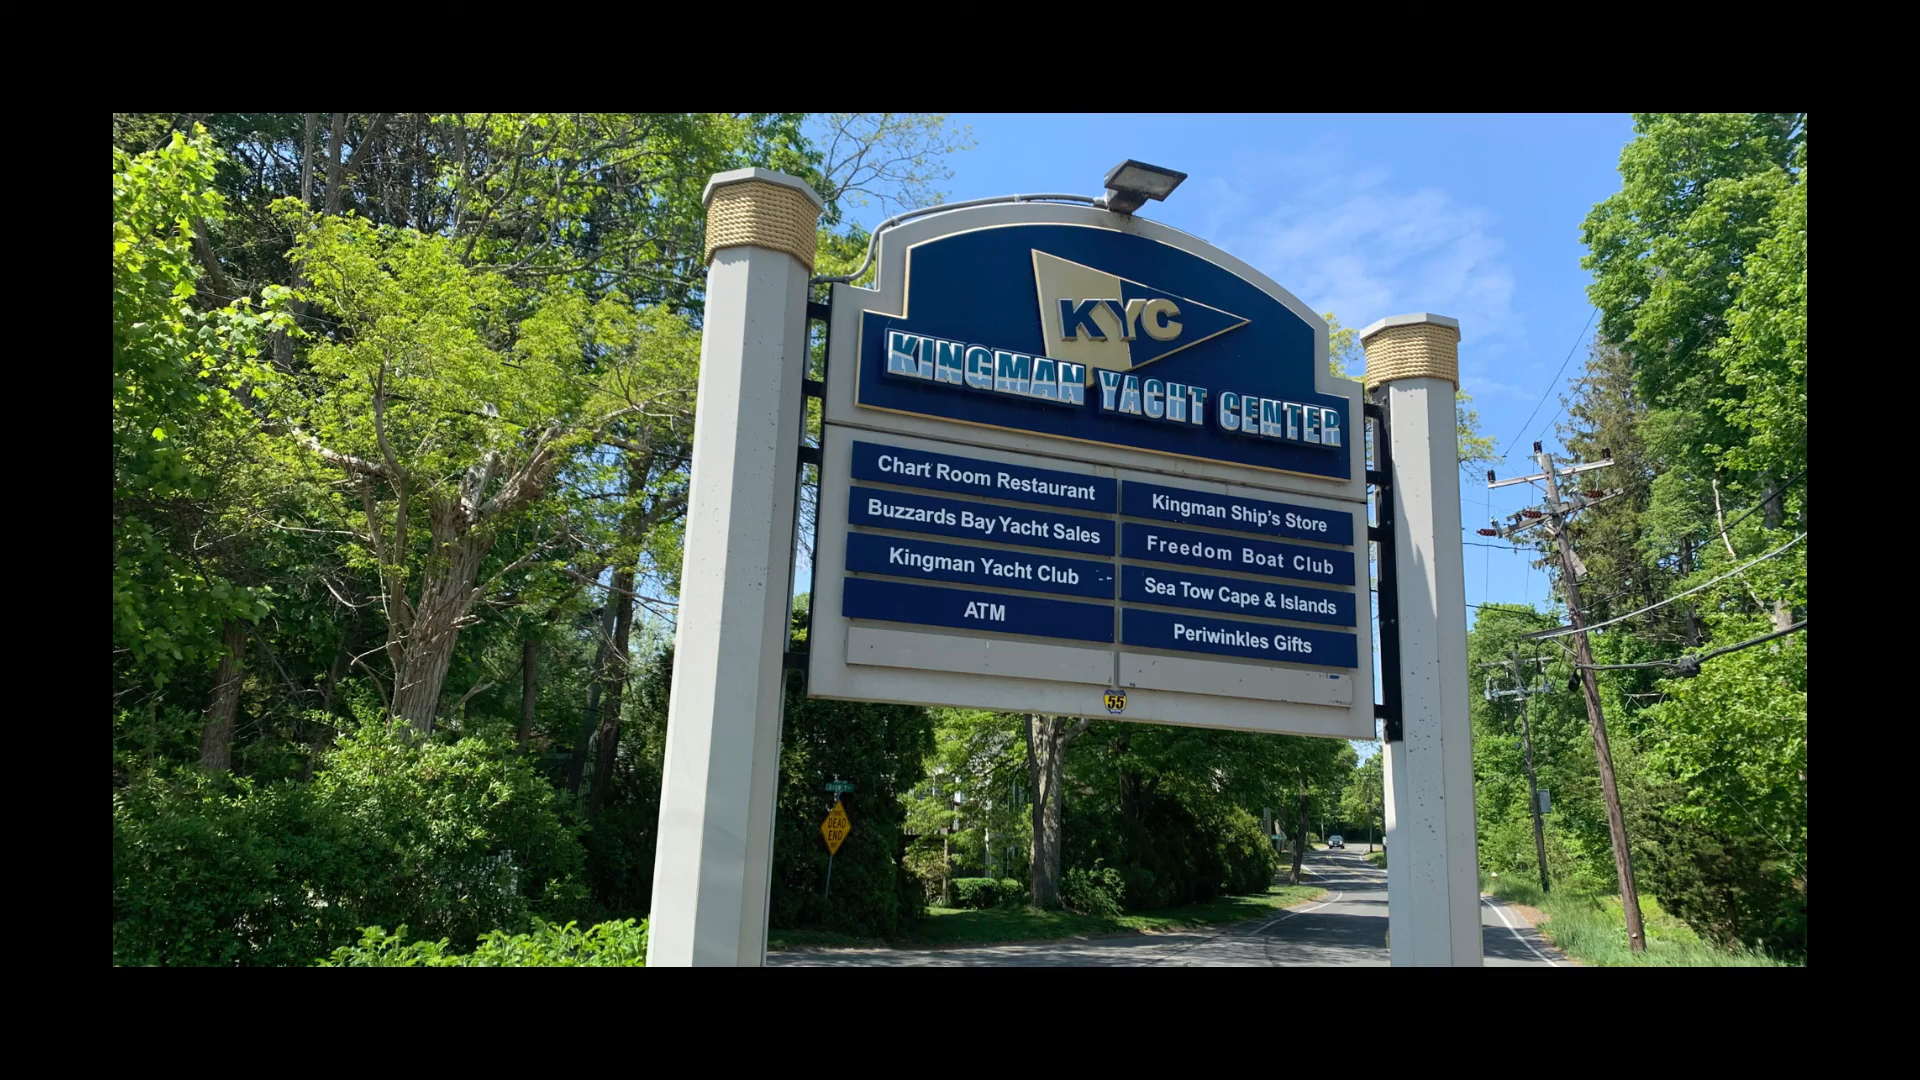 KYC
KINGMAN YACHT CENTER
Chart Room Restaurant
Buzzards Bay Yacht Sales
Kingman Yacht Club
ATM
Kingman Ship's Store
Freedom Boat Club
Sea Tow Cape & Islands
Periwinkles Gifts
55
DEAD
END